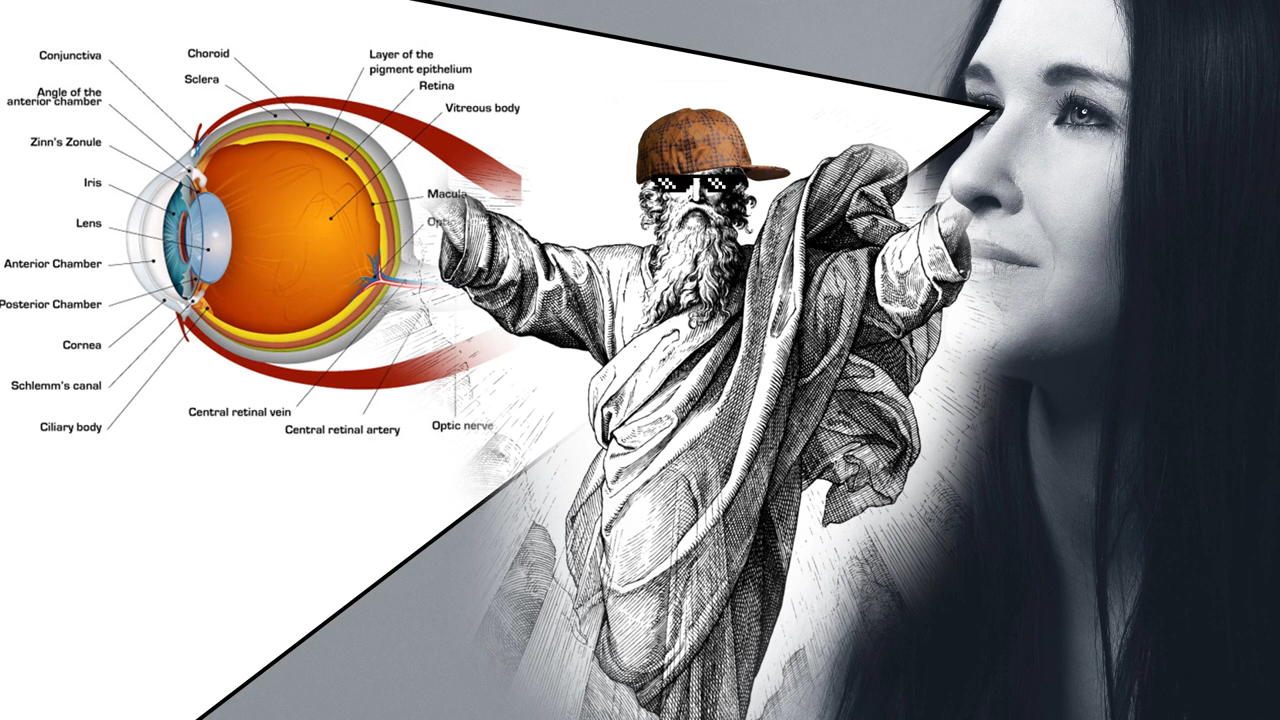 Conjunctiva
Choroid
Sclera
Layer of the
pigment epithelium
Retina
Vitreous body
Angle of the
anterior chamber
Zinn's Zonule
Iris
Lens
Anterior Chamber
Posterior Chamber
Cornea
Schlemm's canal
Ciliary body
Macula
Central retinal vein
Central retinal artery
Optic nerve